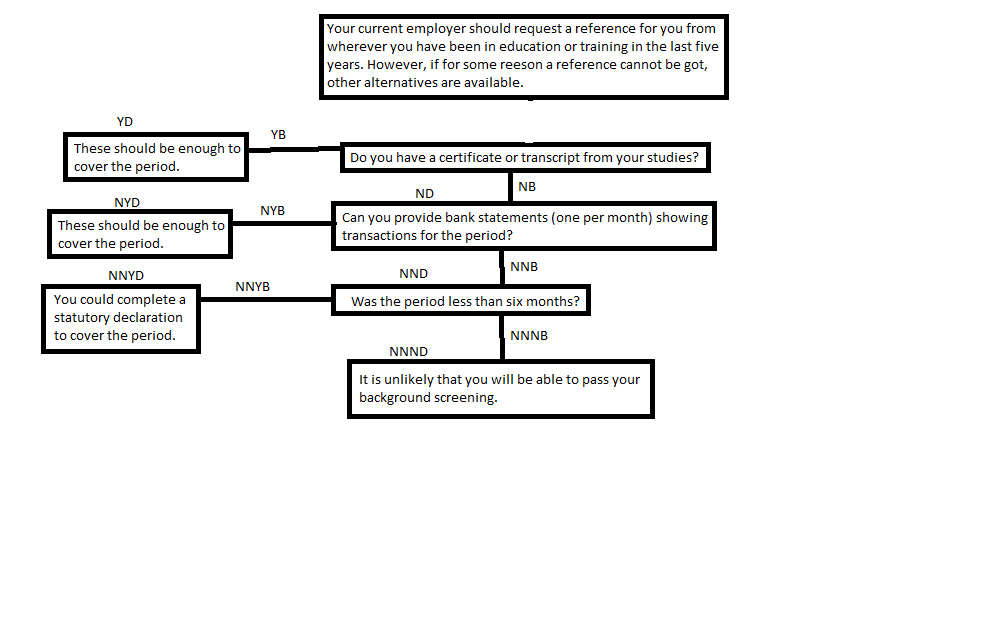 Your current employer should request a reference for you from
wherever you have been in education or training in the last five
years. However, if for some reeson a reference cannot be got,
other alternatives are available.
YD
YB
These should be enough to
cover the period.
Do you have a certificate or transcript from your studies?
NB
ND
NYD
NYB
These should be enough to
cover the period.
Can you provide bank statements (one per month) showing
transactions for the period?
NNB
NND
NNYD
NNYB
You could complete a
statutory declaration
to cover the period.
Was the period less than six months?
NNNB
NNND
It is unlikely that you will be able to pass your
background screening.